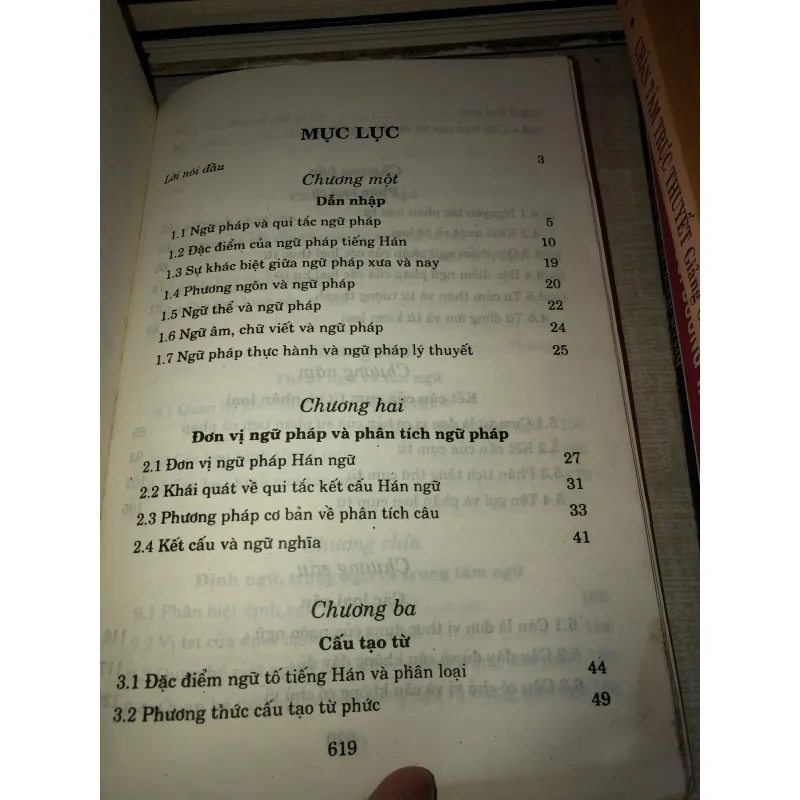 MỤC LỤC
Lời nói đầu 3
Chương một
Dẫn nhập
1.1 Ngữ pháp và qui tắc ngữ pháp 5
1.2 Đặc điểm của ngữ pháp tiếng Hán 10
1.3 Sự khác biệt giữa ngữ pháp xưa và nay 19
1.4 Phương ngôn và ngữ pháp 20
1.5 Ngữ thể và ngữ pháp 22
1.6 Ngữ âm, chữ viết và ngữ pháp 24
1.7 Ngữ pháp thực hành và ngữ pháp lý thuyết 25
Chương hai
Đơn vị ngữ pháp và phân tích ngữ pháp
2.1 Đơn vị ngữ pháp Hán ngữ 27
2.2 Khái quát về qui tắc kết cấu Hán ngữ 31
2.3 Phương pháp cơ bản về phân tích câu 33
2.4 Kết cấu và ngữ nghĩa 41
Chương ba
Cấu tạo từ
3.1 Đặc điểm ngữ tố tiếng Hán và phân loại 44
3.2 Phương thức cấu tạo từ phức 49
619
TÂM TRỰC THUYẾT Giảng